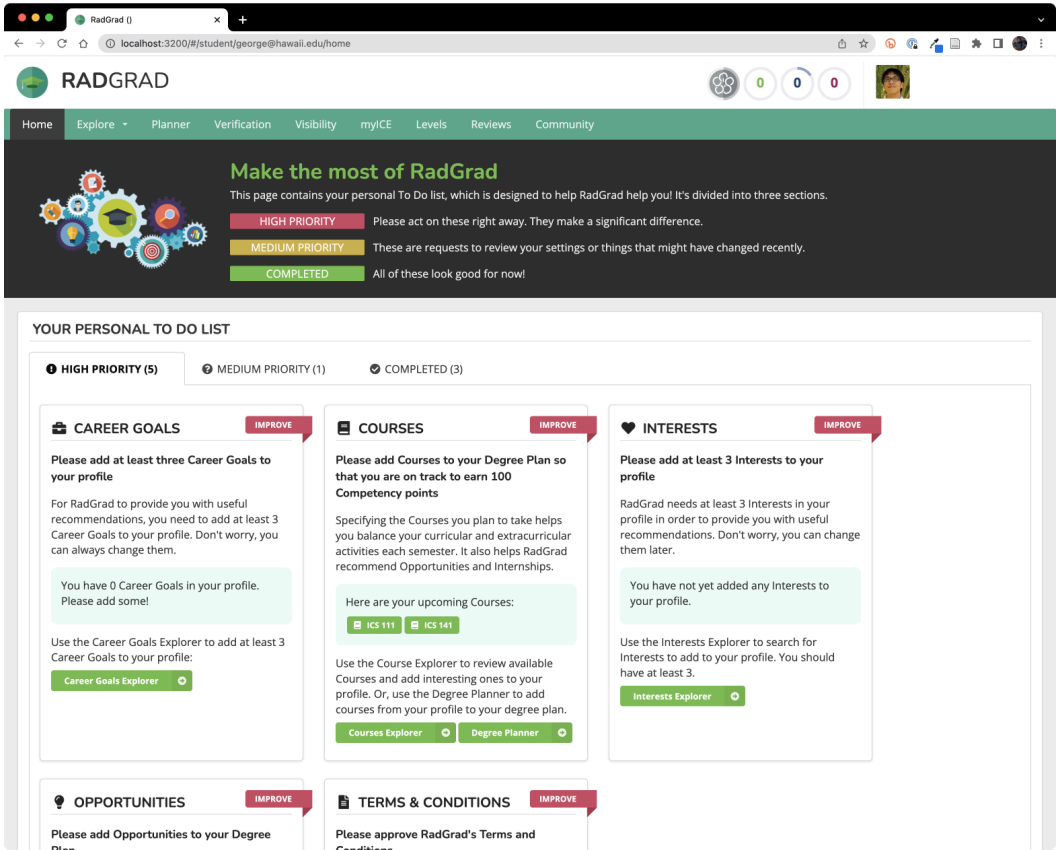 RadGrad ()
localhost:3200/#/student/george@hawaii.edu/home
RADGRAD
0 0 0
Home Explore Planner Verification Visibility myICE Levels Reviews Community
Make the most of RadGrad
This page contains your personal To Do list, which is designed to help RadGrad help you! It's divided into three sections.
HIGH PRIORITY Please act on these right away. They make a significant difference.
MEDIUM PRIORITY These are requests to review your settings or things that might have changed recently.
COMPLETED All of these look good for now!
YOUR PERSONAL TO DO LIST
HIGH PRIORITY (5) MEDIUM PRIORITY (1) COMPLETED (3)
CAREER GOALS
IMPROVE
Please add at least three Career Goals to
your profile
For RadGrad to provide you with useful
recommendations, you need to add at least 3
Career Goals to your profile. Don't worry, you
can always change them.
You have 0 Career Goals in your profile.
Please add some!
Use the Career Goals Explorer to add at least 3
Career Goals to your profile:
Career Goals Explorer
COURSES
IMPROVE
Please add Courses to your Degree Plan so
that you are on track to earn 100
Competency points
Specifying the Courses you plan to take helps
you balance your curricular and extracurricular
activities each semester. It also helps RadGrad
recommend Opportunities and Internships.
Here are your upcoming Courses:
ICS 111 ICS 141
Use the Course Explorer to review available
Courses and add interesting ones to your
profile. Or, use the Degree Planner to add
courses from your profile to your degree plan.
Courses Explorer Degree Planner
INTERESTS
IMPROVE
Please add at least 3 Interests to your
profile
RadGrad needs at least 3 Interests in your
profile in order to provide you with useful
recommendations. Don't worry, you can change
them later.
You have not yet added any Interests to
your profile.
Use the Interests Explorer to search for
Interests to add to your profile. You should
have at least 3.
Interests Explorer
OPPORTUNITIES
IMPROVE
Please add Opportunities to your Degree
Plan
TERMS & CONDITIONS
IMPROVE
Please approve RadGrad's Terms and
Conditions